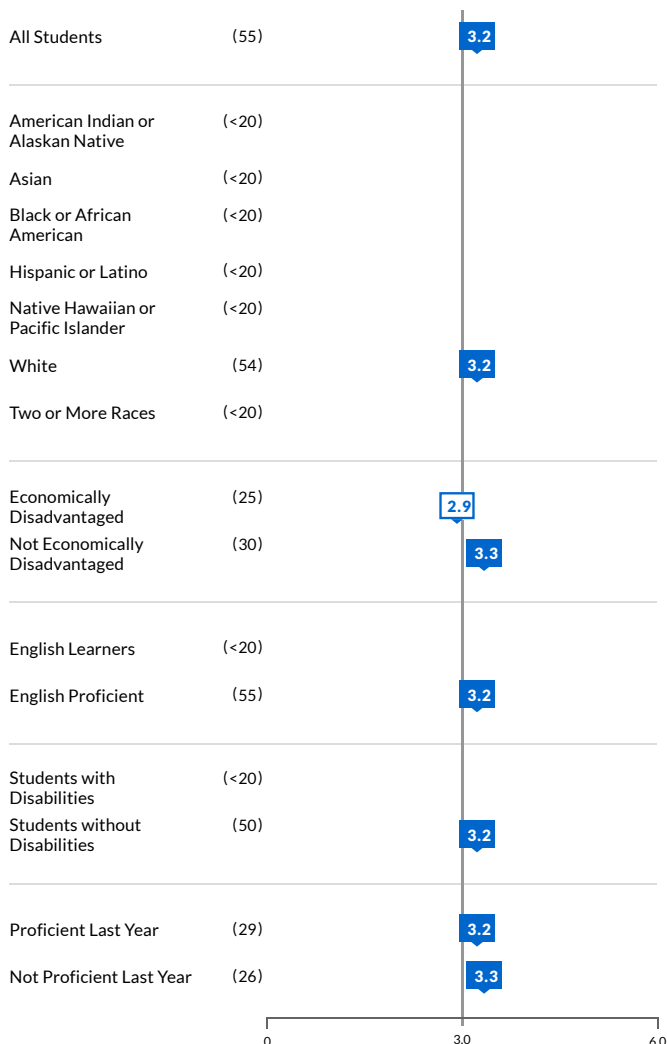 All Students (55) 3.2
American Indian or (<20)
Alaskan Native
Asian (<20)
Black or African (<20)
American
Hispanic or Latino (<20)
Native Hawaiian or (<20)
Pacific Islander
White (54) 3.2
Two or More Races (<20)
Economically (25) 2.9
Disadvantaged
Not Economically (30) 3.3
Disadvantaged
English Learners (<20)
English Proficient (55) 3.2
Students with (<20)
Disabilities
Students without (50) 3.2
Disabilities
Proficient Last Year (29) 3.2
Not Proficient Last Year (26) 3.3
0 3.0 6.0